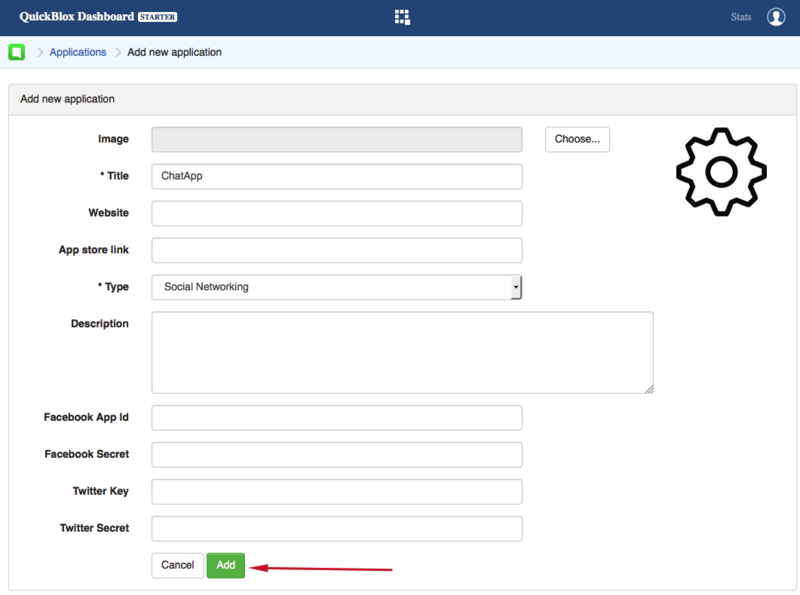 QuickBlox Dashboard STARTER
Stats
Applications
Add new application
Add new application
Image
Choose...
* Title
ChatApp
Website
App store link
* Type
Social Networking
Description
Facebook App Id
Facebook Secret
Twitter Key
Twitter Secret
Cancel
Add